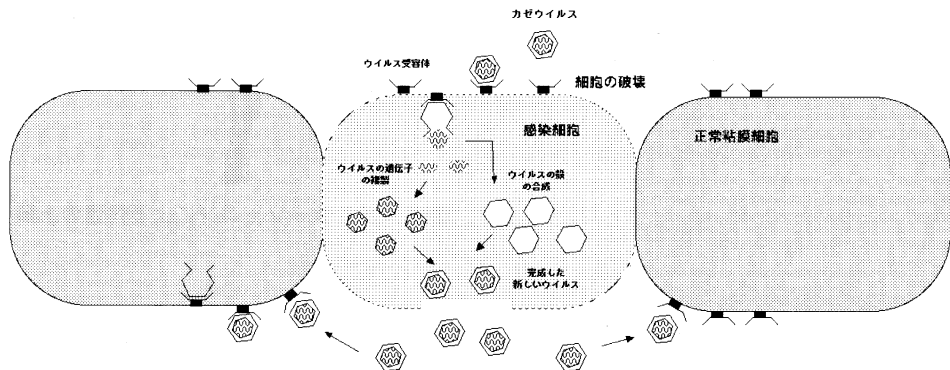 カゼウイルス
ウイルス受容体
細胞の破壊
感染細胞
正常粘膜細胞
ウイルスの遺伝子
の複製
ウイルスの殻
の合成
完成した
新しいウイルス